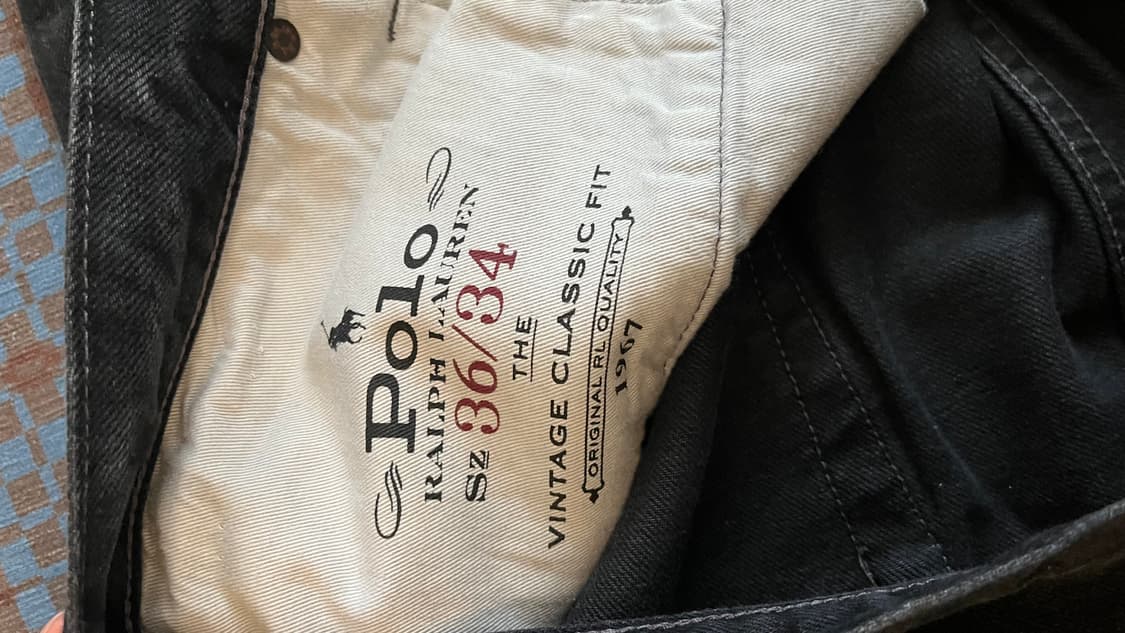 Polo
RALPH LAUREN
Sz 36/34
THE
VINTAGE CLASSIC FIT
ORIGINAL RL QUALITY
1967